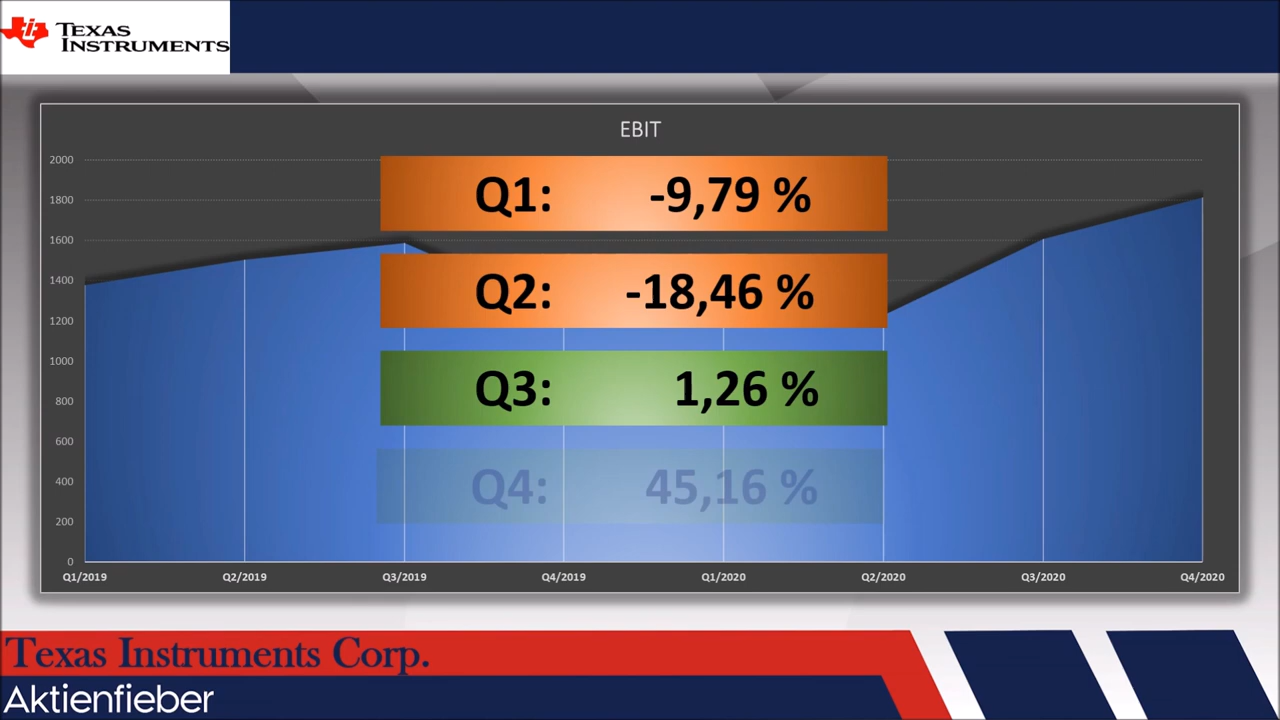 TEXAS
INSTRUMENTS
EBIT
2000
1800
1600
1400
1200
1000
800
600
400
200
0
Q1: -9,79 %
Q2: -18,46 %
Q3: 1,26 %
Q4: 45,16 %
Q1/2019 Q2/2019 Q3/2019 Q4/2019 Q1/2020 Q2/2020 Q3/2020 Q4/2020
Texas Instruments Corp.
Aktienfieber